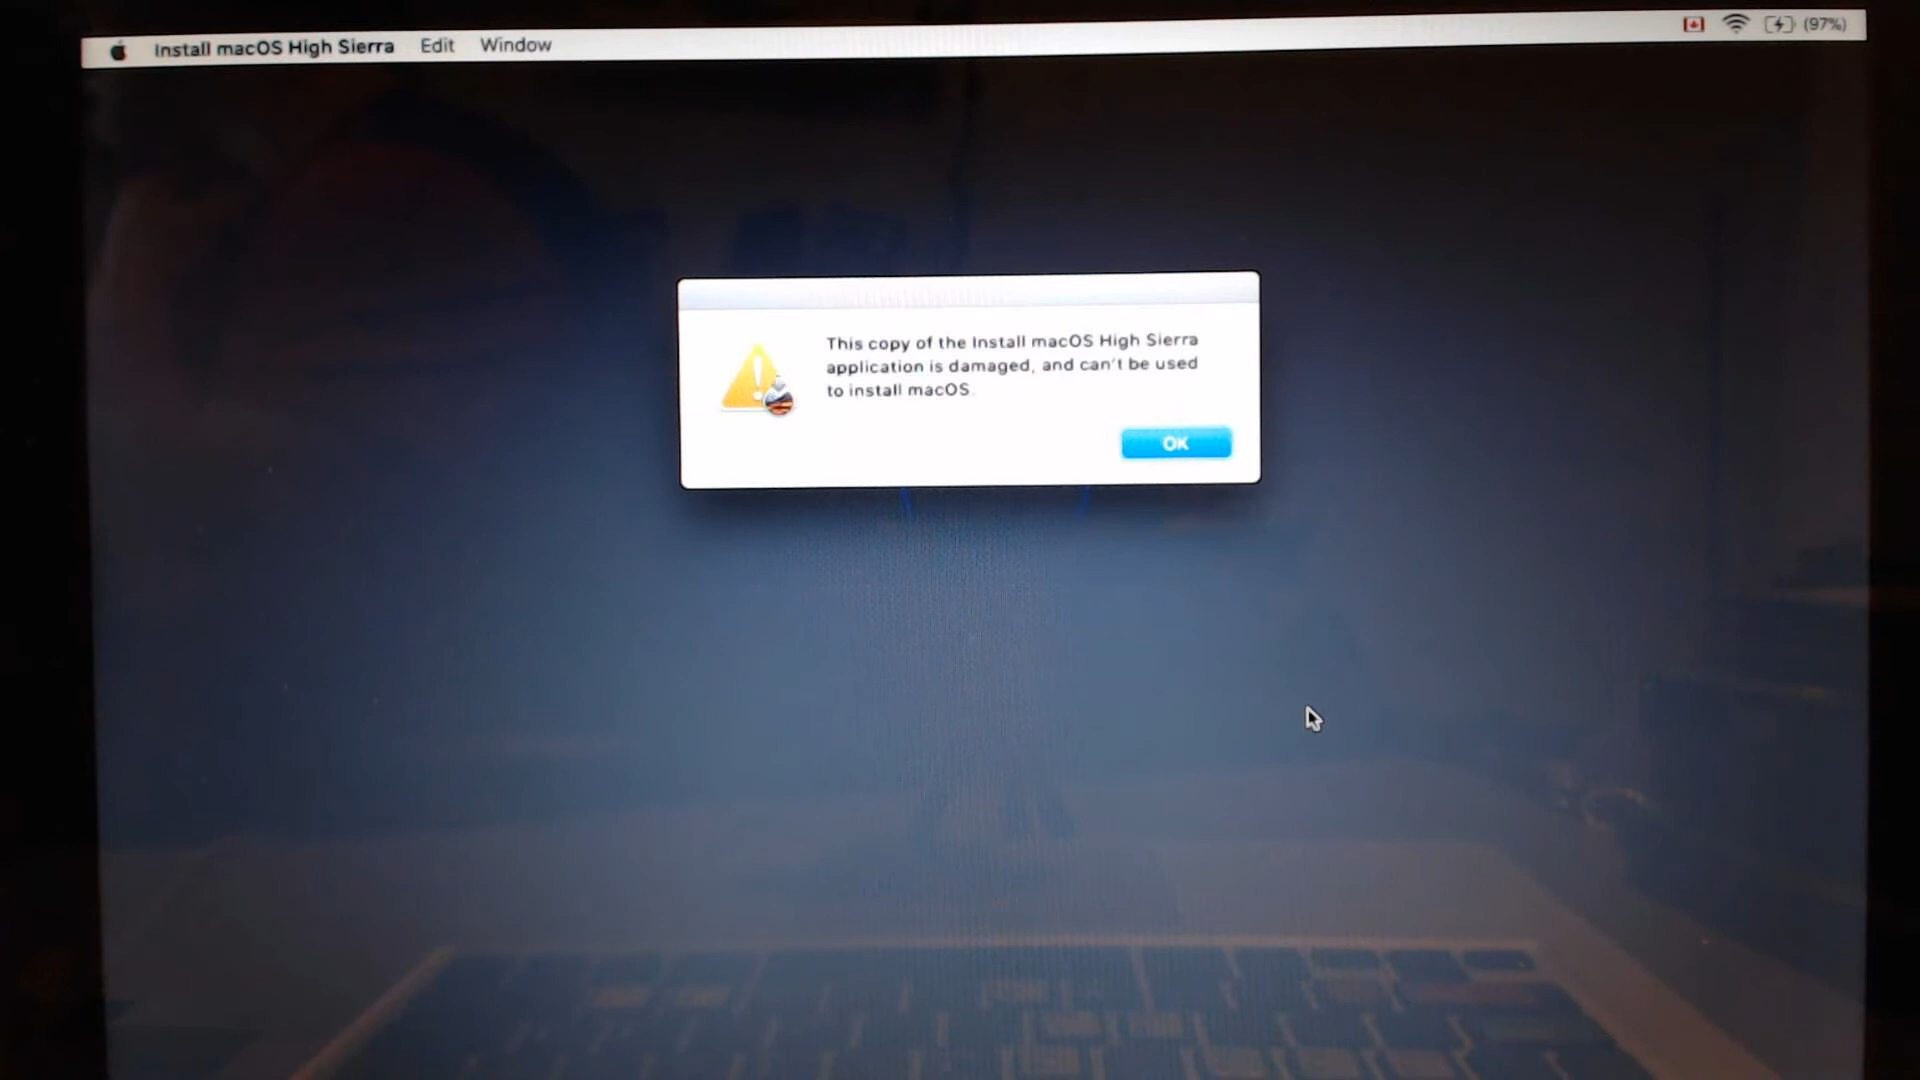 Install macOS High Sierra Edit Window (97%)
This copy of the Install macOS High Sierra
application is damaged, and can't be used
to install macOS.
OK